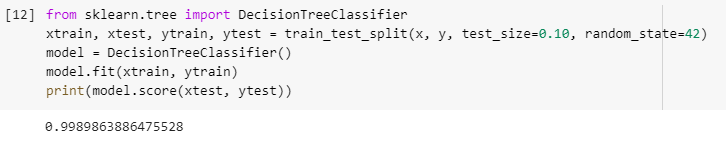 [12] from sklearn.tree import DecisionTreeClassifier
xtrain, xtest, ytrain, ytest = train_test_split(x, y, test_size=0.10, random_state=42)
model = DecisionTreeClassifier()
model.fit(xtrain, ytrain)
print(model.score(xtest, ytest))
0.9989863886475528